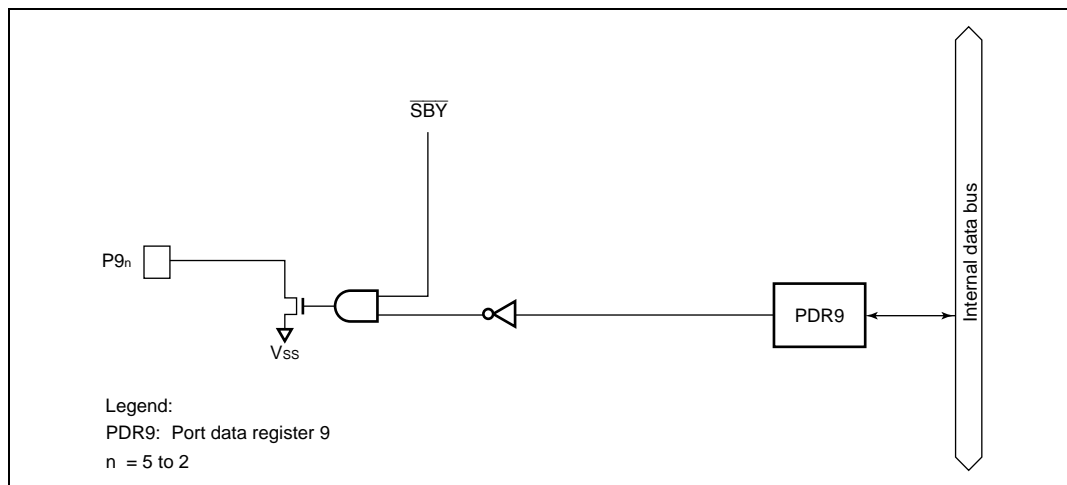 SBY
Internal data bus
P9n
PDR9
VSS
Legend:
PDR9: Port data register 9
n = 5 to 2